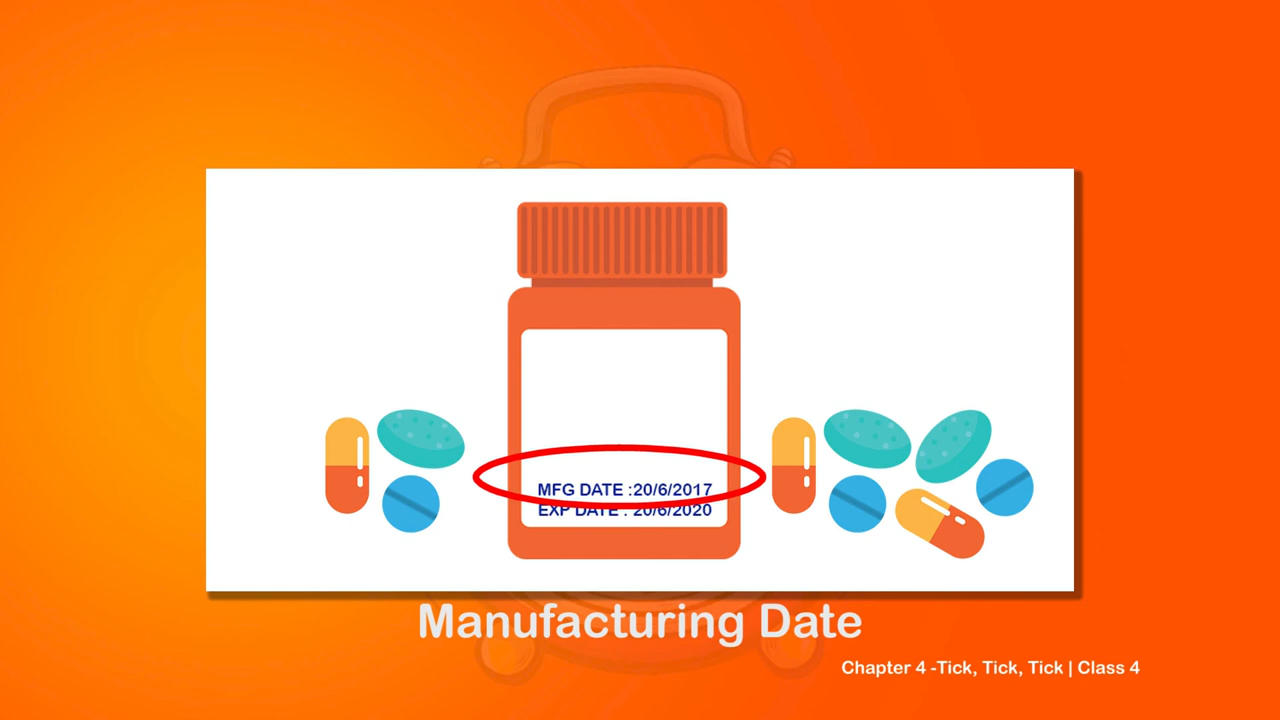 MFG DATE :20/6/2017
EXP DATE : 20/6/2020
Manufacturing Date
Chapter 4 -Tick, Tick, Tick | Class 4